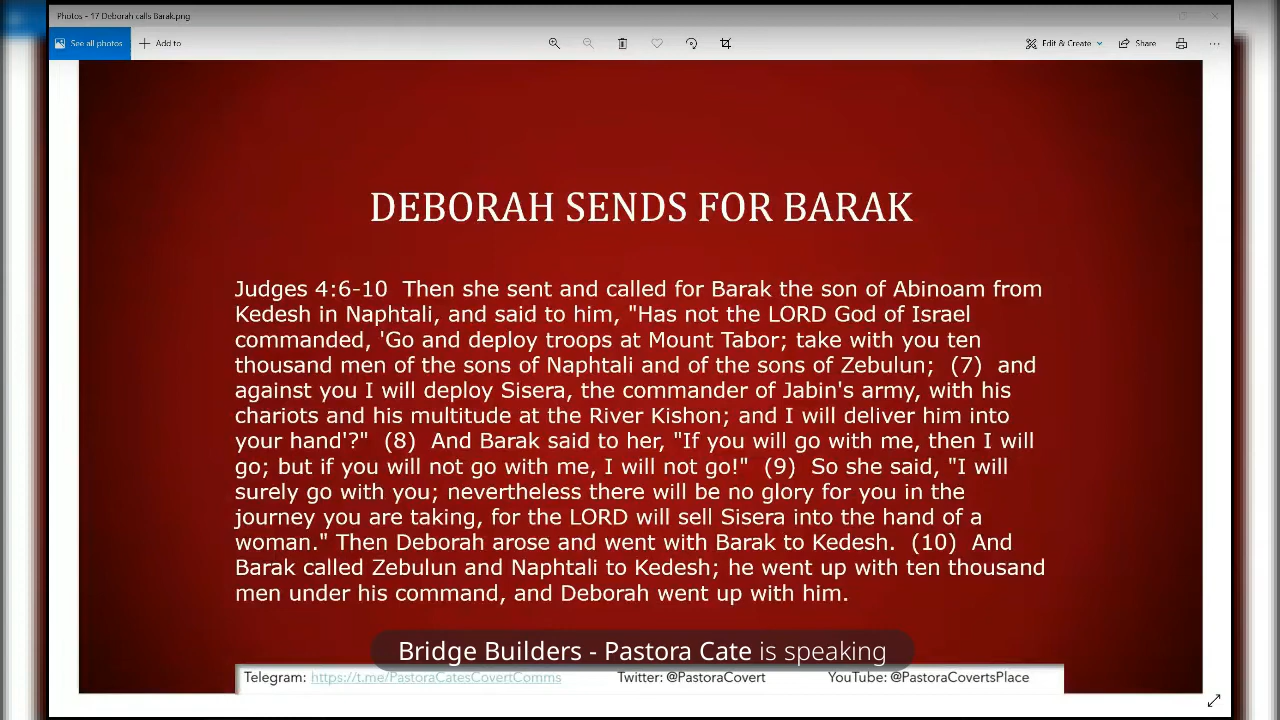 Photos - 17 Deborah calls Barak.png
See all photos
Add to
Edit & Create
Share
DEBORAH SENDS FOR BARAK
Judges 4:6-10  Then she sent and called for Barak the son of Abinoam from
Kedesh in Naphtali, and said to him, "Has not the LORD God of Israel
commanded, 'Go and deploy troops at Mount Tabor; take with you ten
thousand men of the sons of Naphtali and of the sons of Zebulun;  (7)  and
against you I will deploy Sisera, the commander of Jabin's army, with his
chariots and his multitude at the River Kishon; and I will deliver him into
your hand'?"  (8)  And Barak said to her, "If you will go with me, then I will
go; but if you will not go with me, I will not go!"  (9)  So she said, "I will
surely go with you; nevertheless there will be no glory for you in the
journey you are taking, for the LORD will sell Sisera into the hand of a
woman." Then Deborah arose and went with Barak to Kedesh.  (10)  And
Barak called Zebulun and Naphtali to Kedesh; he went up with ten thousand
men under his command, and Deborah went up with him.
Bridge Builders - Pastora Cate is speaking
Telegram: https://t.me/PastoraCatesCovertComms Twitter: @PastoraCovert YouTube: @PastoraCovertsPlace